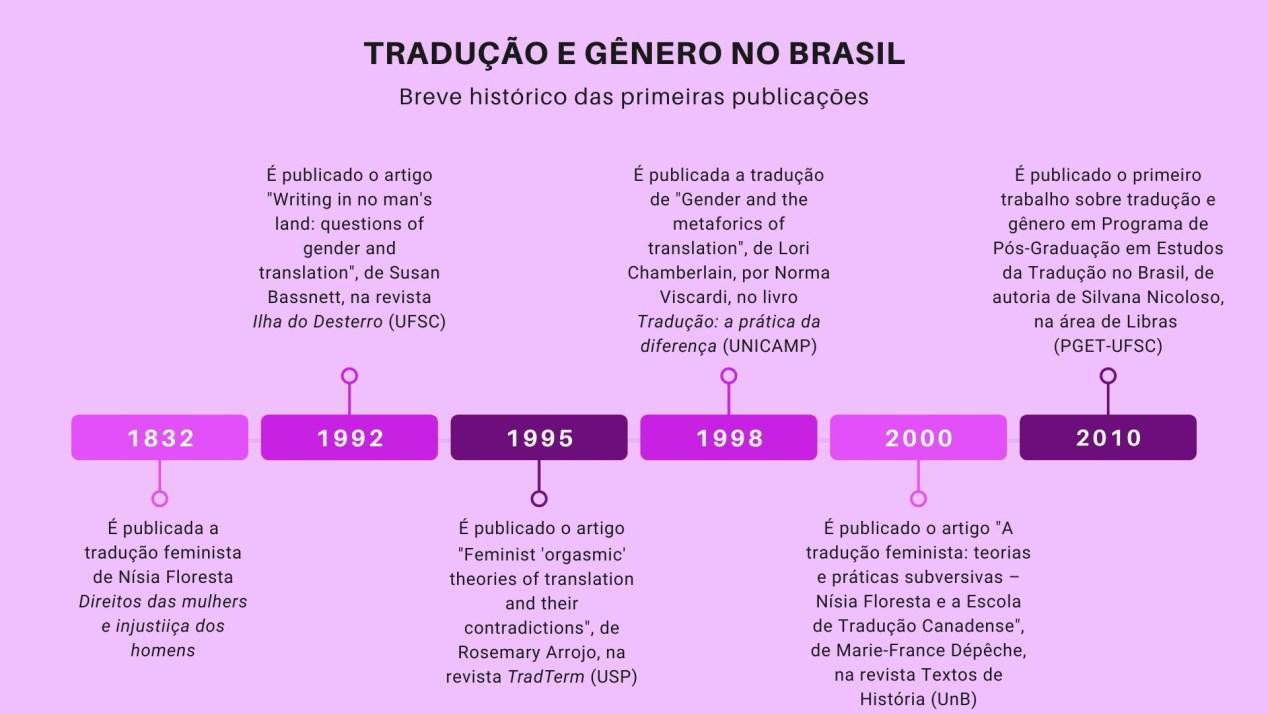 TRADUÇÃO E GÊNERO NO BRASIL
Breve histórico das primeiras publicações
É publicado o artigo
"Writing in no man's
land: questions of
gender and
translation", de Susan
Bassnett, na revista
Ilha do Desterro (UFSC)
É publicada a tradução
de "Gender and the
metaforics of
translation", de Lori
Chamberlain, por Norma
Viscardi, no livro
Tradução: a prática da
diferença (UNICAMP)
É publicado o primeiro
trabalho sobre tradução e
gênero em Programa de
Pós-Graduação em Estudos
da Tradução no Brasil, de
autoria de Silvana Nicoloso,
na área de Libras
(PGET-UFSC)
1832
1992
1995
1998
2000
2010
É publicada a
tradução feminista
de Nísia Floresta
Direitos das mulhers
e injustiiça dos
homens
É publicado o artigo
"Feminist 'orgasmic'
theories of translation
and their
contradictions", de
Rosemary Arrojo, na
revista TradTerm (USP)
É publicado o artigo "A
tradução feminista: teorias
e práticas subversivas –
Nísia Floresta e a Escola
de Tradução Canadense",
de Marie-France Dépêche,
na revista Textos de
História (UnB)